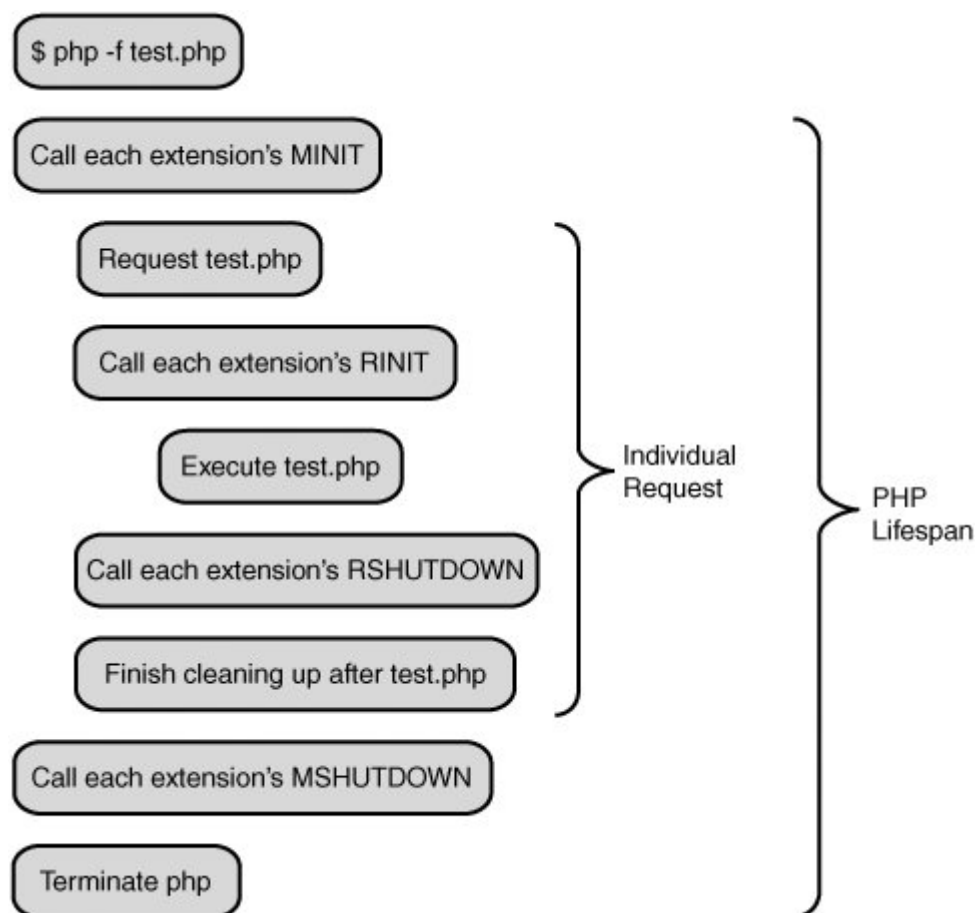 $ php -f test.php
Call each extension's MINIT
Request test.php
Call each extension's RINIT
Execute test.php
Individual
Request
PHP
Lifespan
Call each extension's RSHUTDOWN
Finish cleaning up after test.php
Call each extension's MSHUTDOWN
Terminate php